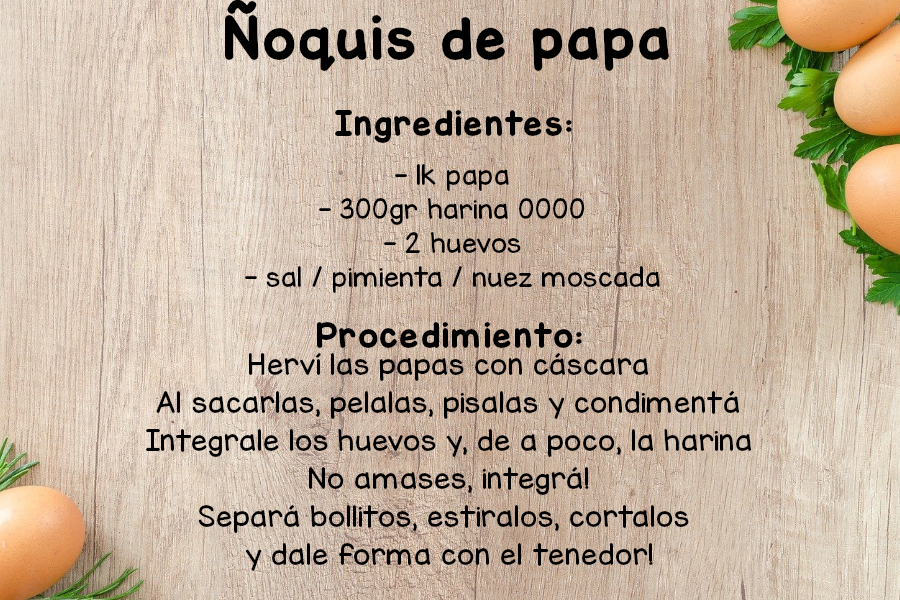 Ñoquis de papa
Ingredientes:
- 1k papa
- 300gr harina 0000
- 2 huevos
- sal / pimienta / nuez moscada
Procedimiento:
Herví las papas con cáscara
Al sacarlas, pelalas, pisalas y condimentá
Integrale los huevos y, de a poco, la harina
No amases, integrá!
Separá bollitos, estiralos, cortalos
y dale forma con el tenedor!